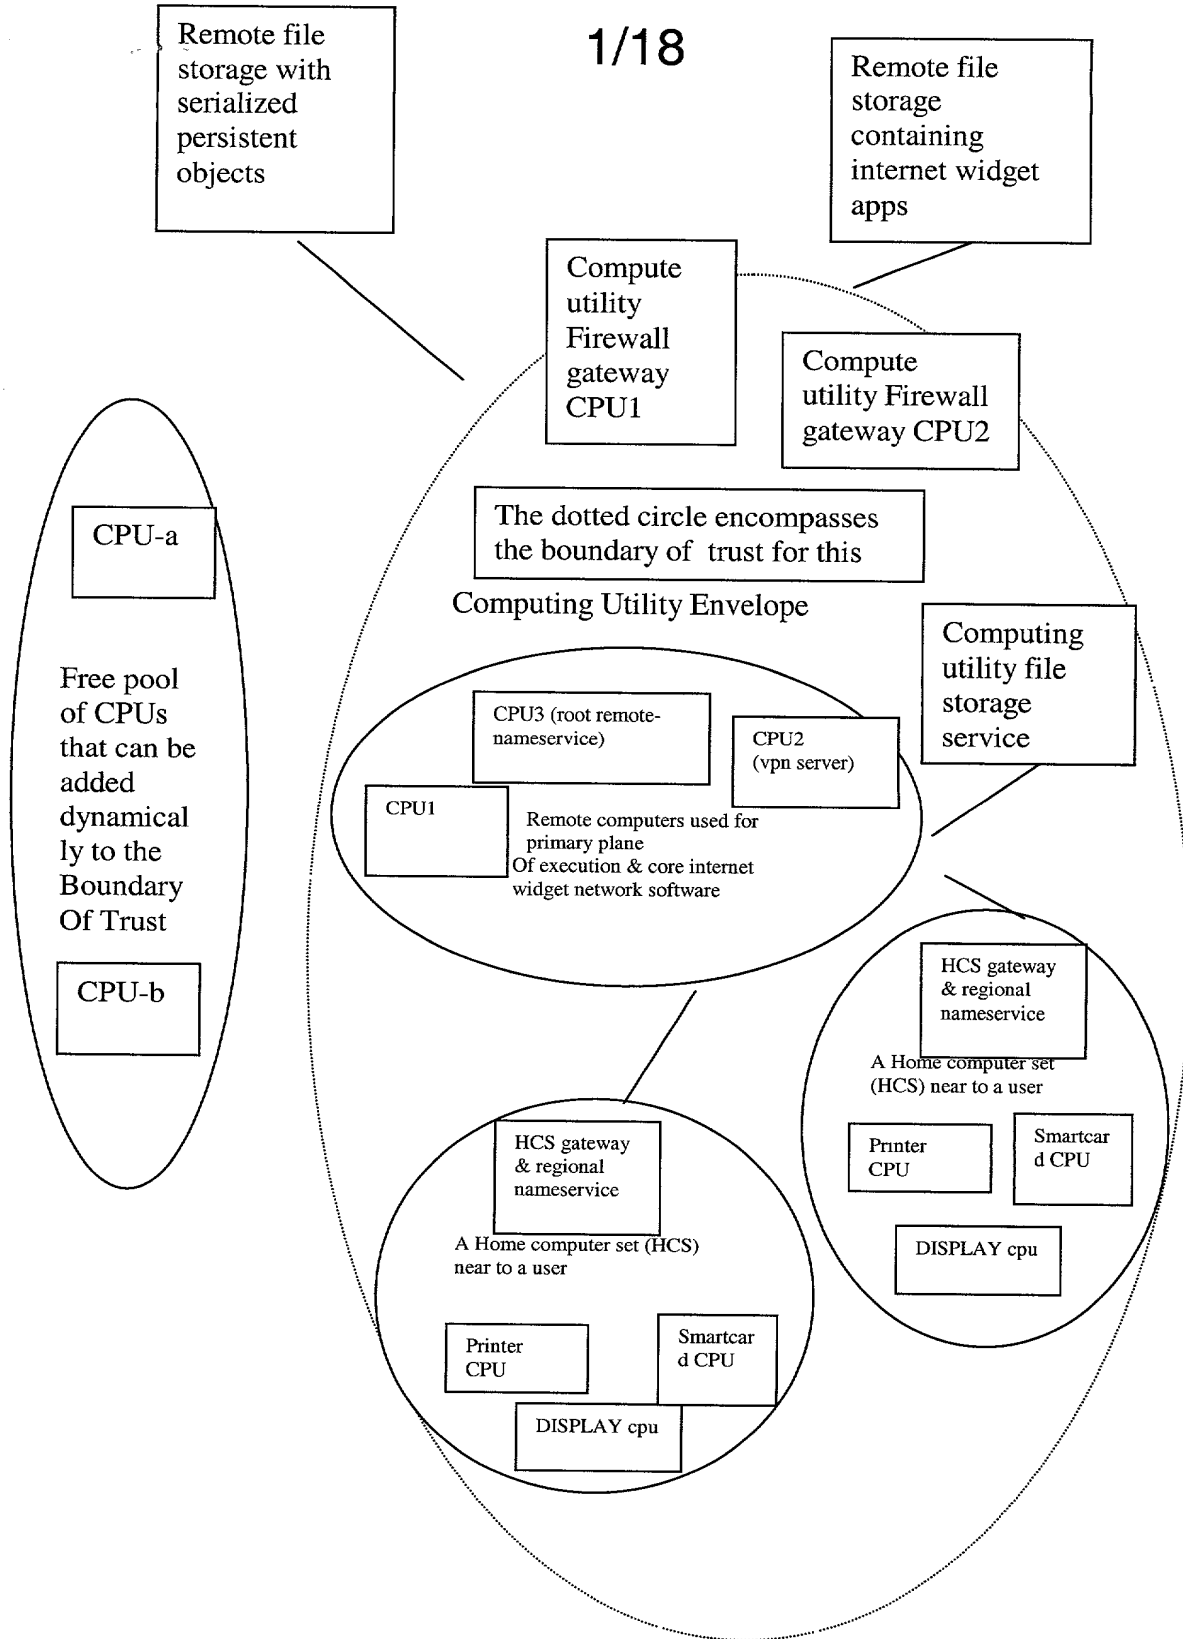 1/18
Remote file
storage with
serialized
persistent
objects
Remote file
storage
containing
internet widget
apps
Compute
utility
Firewall
gateway
CPU1
Compute
utility Firewall
gateway CPU2
The dotted circle encompasses
the boundary of trust for this
Computing Utility Envelope
CPU-a
Free pool
of CPUs
that can be
added
dynamical
ly to the
Boundary
Of Trust
CPU-b
Computing
utility file
storage
service
CPU3 (root remote-
nameservice)
CPU2
(vpn server)
CPU1
Remote computers used for
primary plane
Of execution & core internet
widget network software
HCS gateway
& regional
nameservice
A Home computer set
(HCS) near to a user
Printer
CPU
Smartcar
d CPU
DISPLAY cpu
HCS gateway
& regional
nameservice
A Home computer set (HCS)
near to a user
Printer
CPU
Smartcar
d CPU
DISPLAY cpu